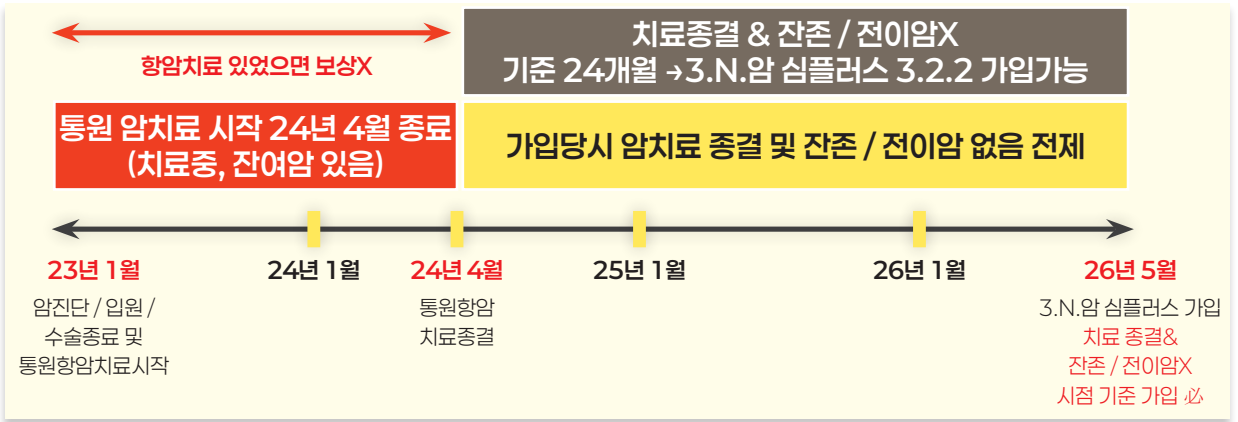 항암치료 있었으면 보상X
치료종결 & 잔존 / 전이암X
기준 24개월 →3.N.암 심플러스 3.2.2 가입가능
통원 암치료 시작 24년 4월 종료
(치료중, 잔여암 있음)
가입당시 암치료 종결 및 잔존 / 전이암 없음 전제
23년 1월
암진단 / 입원 /
수술종료 및
통원항암치료시작
24년 1월
24년 4월
통원항암
치료종결
25년 1월
26년 1월
26년 5월
3.N.암 심플러스 가입
치료 종결&
잔존 / 전이암X
시점 기준 가입 必